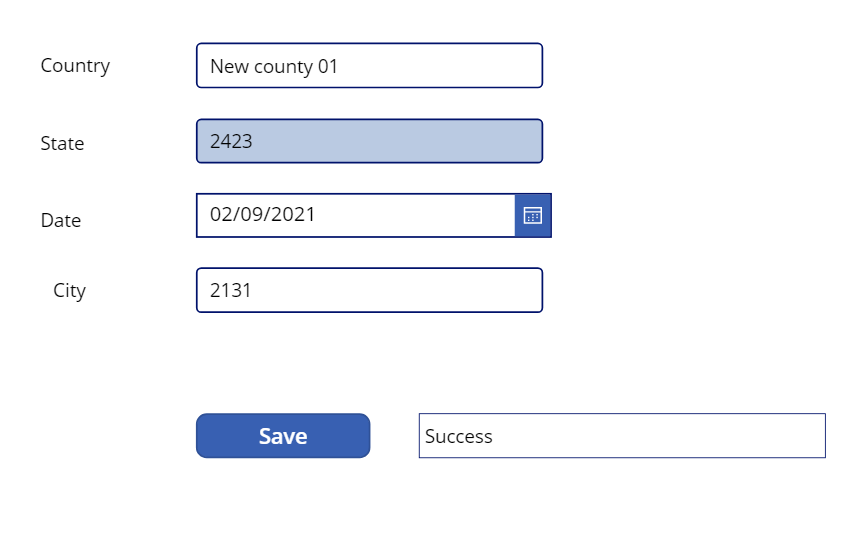 Country New county 01
State 2423
Date 02/09/2021
City 2131
Save Success